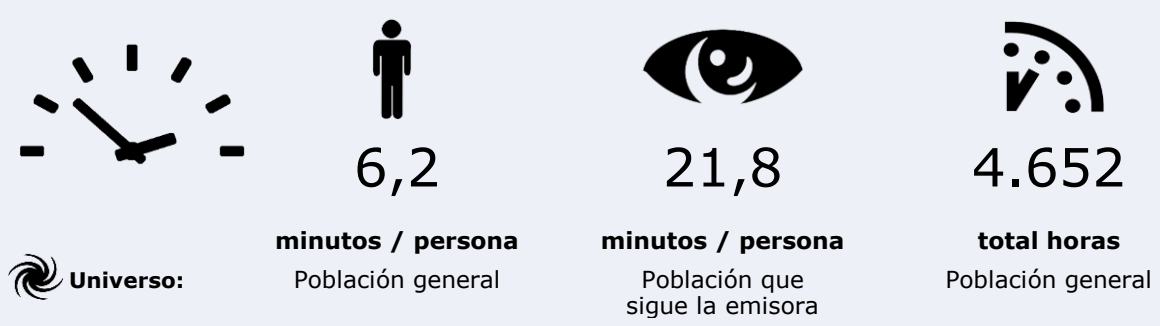 6,2
21,8
4.652
minutos / persona
minutos / persona
total horas
Universo:
Población general
Población que
sigue la emisora
Población general